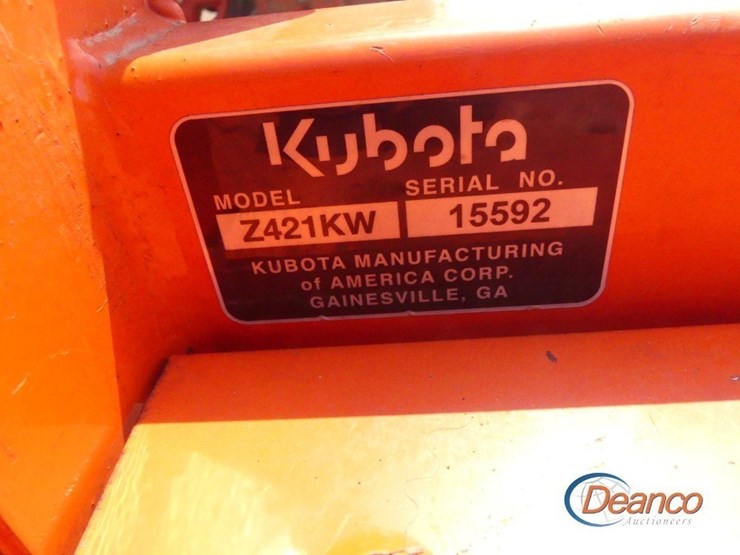 Kubota
MODEL SERIAL NO.
Z421KW 15592
KUBOTA MANUFACTURING
of AMERICA CORP.
GAINESVILLE, GA
Deanco
Auctioneers